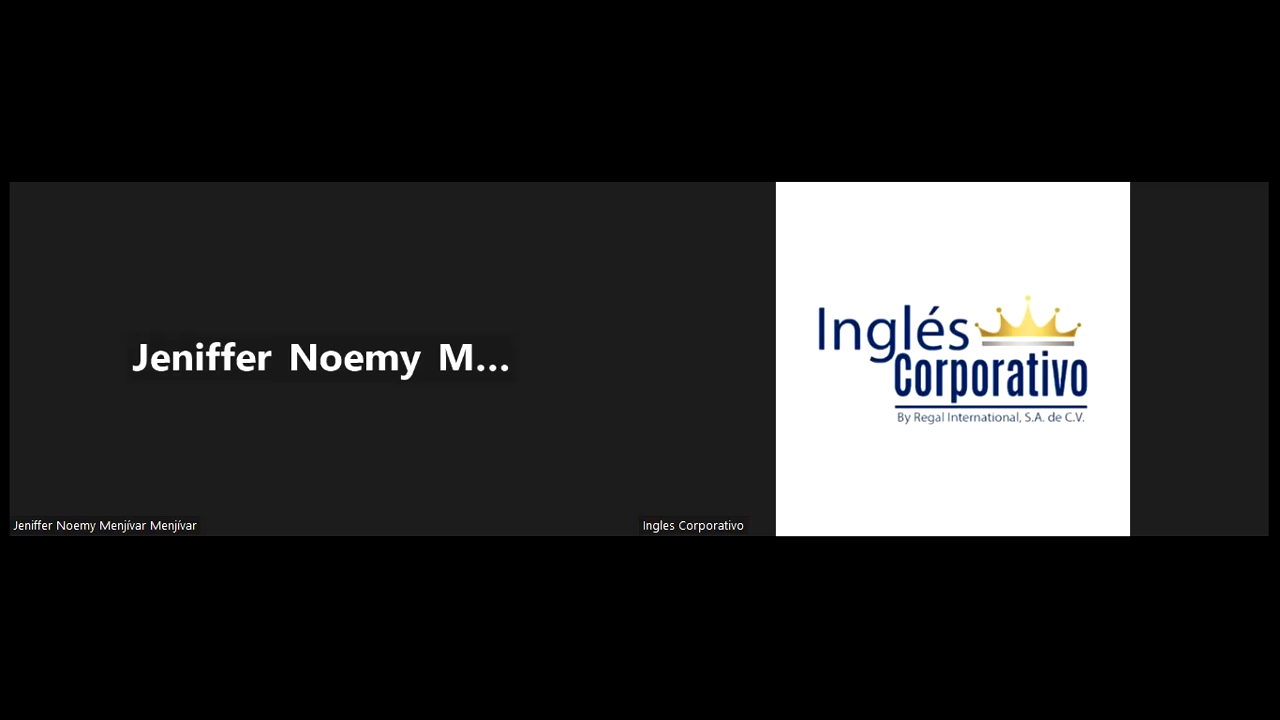 Jeniffer Noemy M...
Inglés
Corporativo
By Regal International, S.A. de C.V.
Jeniffer Noemy Menjívar Menjívar
Ingles Corporativo